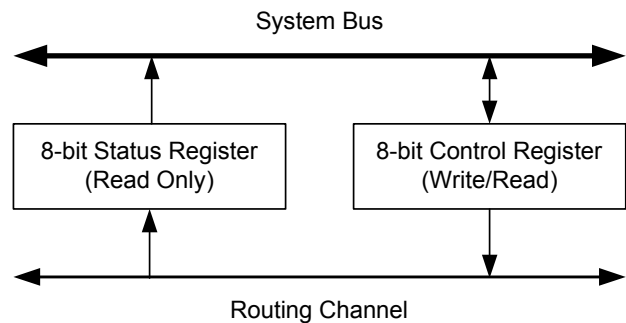 System Bus
8-bit Status Register
(Read Only)
8-bit Control Register
(Write/Read)
Routing Channel